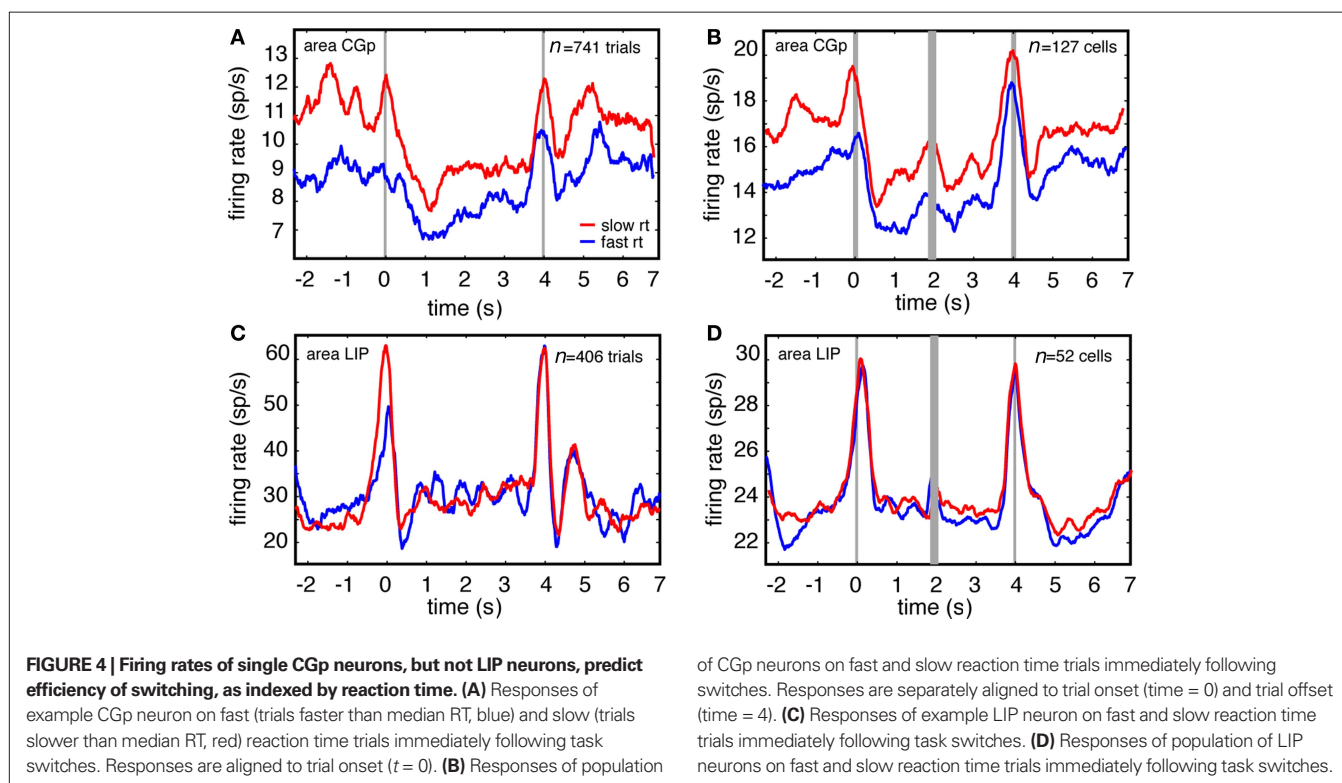 A
area CGp
n=741 trials
13
12
11
10
9
8
7
firing rate (sp/s)
slow rt
fast rt
-2 -1 0 1 2 3 4 5 6 7
time (s)
B
area CGp
n=127 cells
20
18
16
14
12
firing rate (sp/s)
-2 -1 0 1 2 3 4 5 6 7
time (s)
C
area LIP
n=406 trials
60
50
40
30
20
firing rate (sp/s)
-2 -1 0 1 2 3 4 5 6 7
time (s)
D
area LIP
n=52 cells
30
28
26
24
22
firing rate (sp/s)
-2 -1 0 1 2 3 4 5 6 7
time (s)
FIGURE 4 | Firing rates of single CGp neurons, but not LIP neurons, predict
efficiency of switching, as indexed by reaction time. (A) Responses of
example CGp neuron on fast (trials faster than median RT, blue) and slow (trials
slower than median RT, red) reaction time trials immediately following task
switches. Responses are aligned to trial onset (t = 0). (B) Responses of population
of CGp neurons on fast and slow reaction time trials immediately following
switches. Responses are separately aligned to trial onset (time = 0) and trial offset
(time = 4). (C) Responses of example LIP neuron on fast and slow reaction time
trials immediately following task switches. (D) Responses of population of LIP
neurons on fast and slow reaction time trials immediately following task switches.